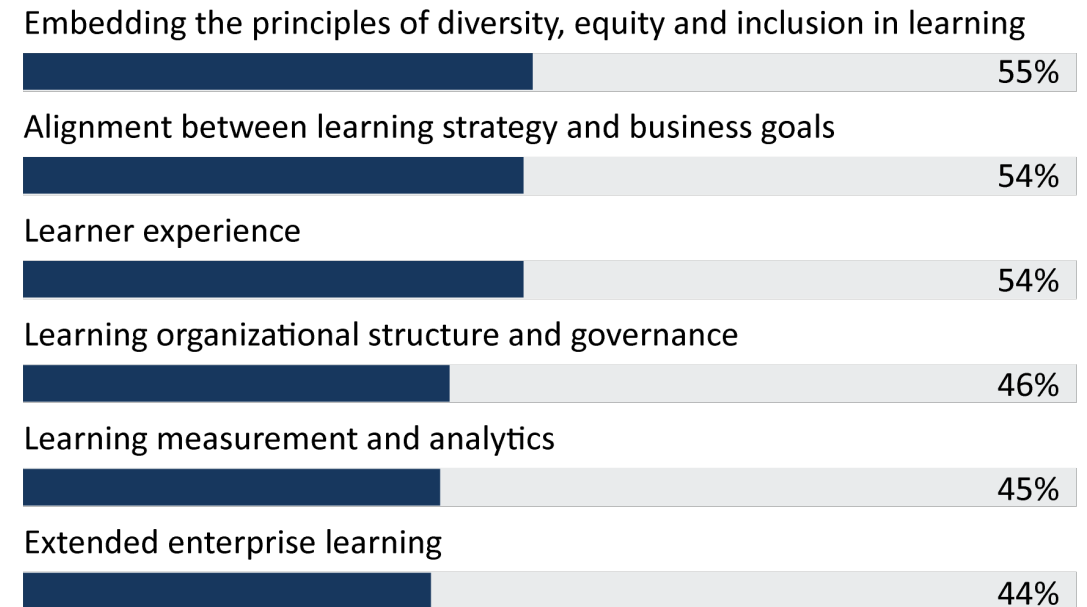 Embedding the principles of diversity, equity and inclusion in learning
55%
Alignment between learning strategy and business goals
54%
Learner experience
54%
Learning organizational structure and governance
46%
Learning measurement and analytics
45%
Extended enterprise learning
44%